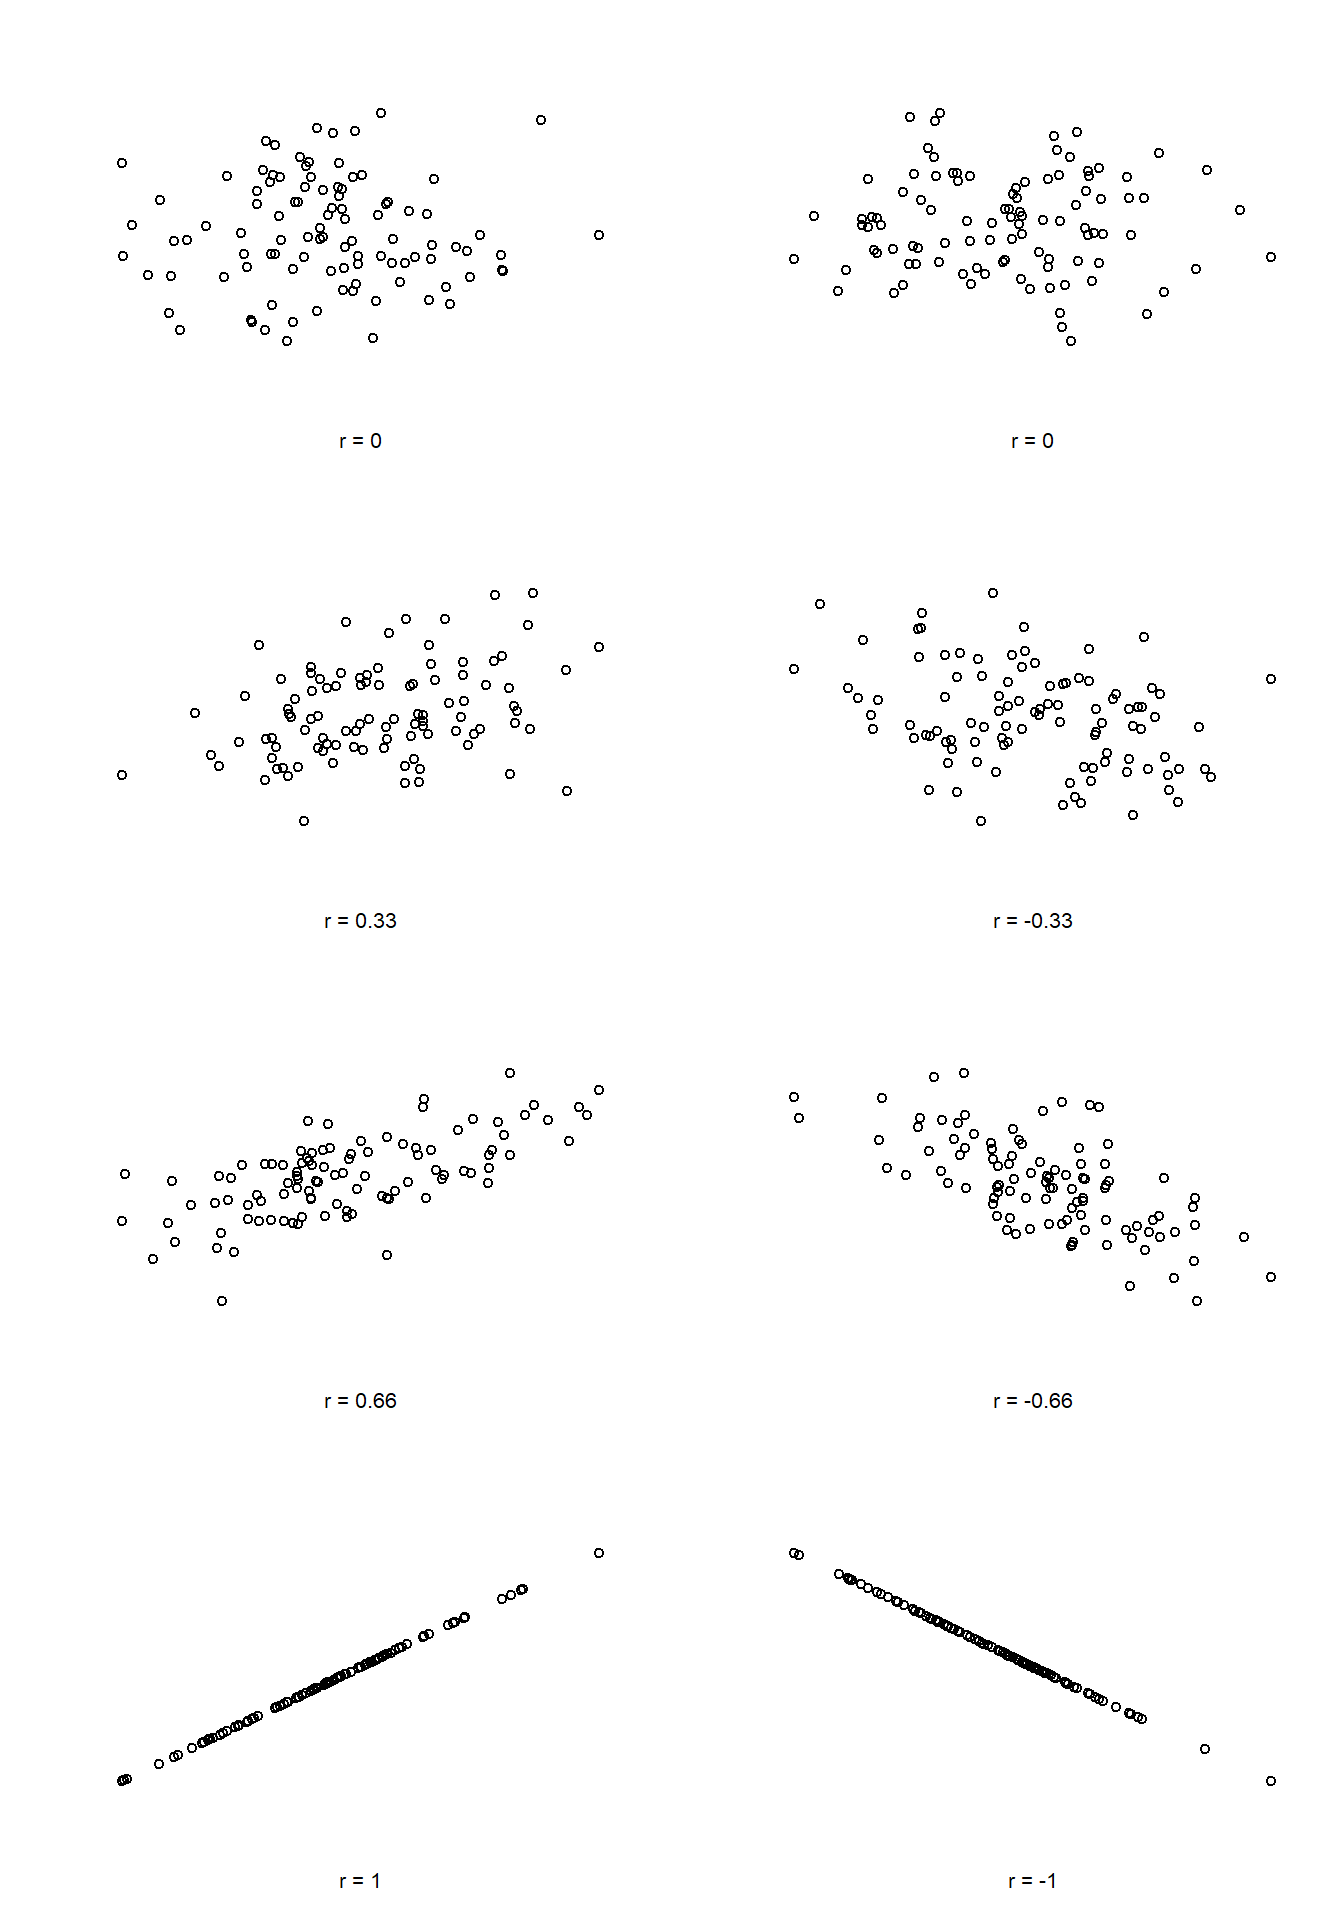 r = 0
r = 0
r = 0.33
r = -0.33
r = 0.66
r = -0.66
r = 1
r = -1